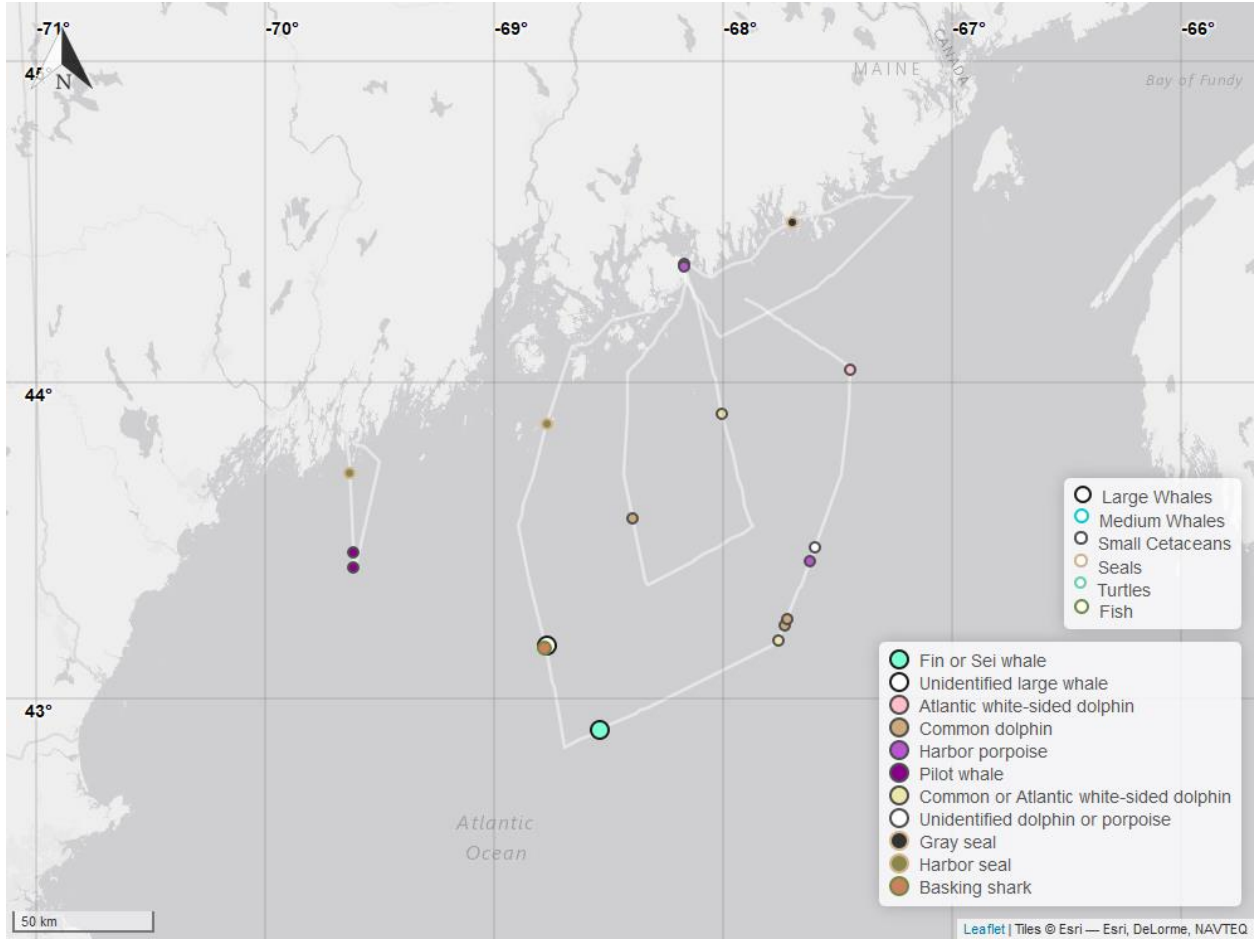 -71°
-70°
-69°
-68°
-67°
-66°
45°
N
MAINE
CANADA
Bay of Fundy
44°
43°
Large Whales
Medium Whales
Small Cetaceans
Seals
Turtles
Fish
Fin or Sei whale
Unidentified large whale
Atlantic white-sided dolphin
Common dolphin
Harbor porpoise
Pilot whale
Common or Atlantic white-sided dolphin
Unidentified dolphin or porpoise
Gray seal
Harbor seal
Basking shark
Atlantic
Ocean
50 km
Leaflet | Tiles © Esri — Esri, DeLorme, NAVTEQ